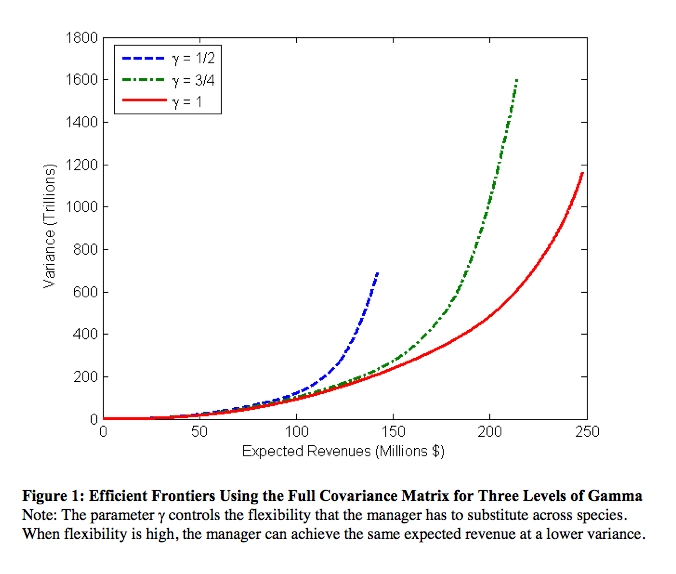 1800
1600
1400
1200
1000
800
600
400
200
0
Variance (Trillions)
γ = 1/2
γ = 3/4
γ = 1
0 50 100 150 200 250
Expected Revenues (Millions $)
Figure 1: Efficient Frontiers Using the Full Covariance Matrix for Three Levels of Gamma
Note: The parameter γ controls the flexibility that the manager has to substitute across species.
When flexibility is high, the manager can achieve the same expected revenue at a lower variance.